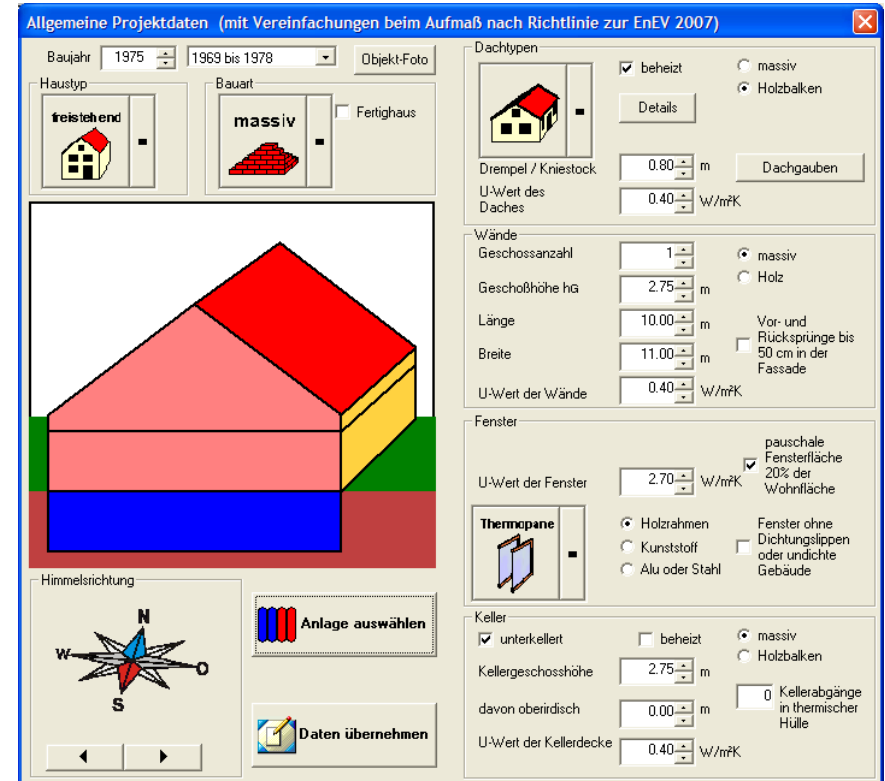 Allgemeine Projektdaten (mit Vereinfachungen beim Aufmaß nach Richtlinie zur EnEV 2007)
Baujahr 1975 1969 bis 1978 Objekt-Foto
Haustyp
freistehend
Bauart
massiv
Fertighaus
Himmelsrichtung
N
W
O
S
Anlage auswählen
Daten übernehmen
Dachtypen
beheizt
massiv
Holzbalken
Details
Drempel / Kniestock 0.80 m Dachgauben
U-Wert des
Daches
0.40 W/m²K
Wände
Geschossanzahl 1
massiv
Holz
Geschoßhöhe hG 2.75 m
Länge 10.00 m
Breite 11.00 m
Vor- und
Rücksprünge bis
50 cm in der
Fassade
U-Wert der Wände 0.40 W/m²K
Fenster
U-Wert der Fenster 2.70 W/m²K
pauschale
Fensterfläche
20% der
Wohnfläche
Thermopane
Holzrahmen
Kunststoff
Alu oder Stahl
Fenster ohne
Dichtungslippen
oder undichte
Gebäude
Keller
unterkellert
beheizt
massiv
Holzbalken
Kellergeschosshöhe 2.75 m
davon oberirdisch 0.00 m
0 Kellerabgänge
in thermischer
Hülle
U-Wert der Kellerdecke 0.40 W/m²K